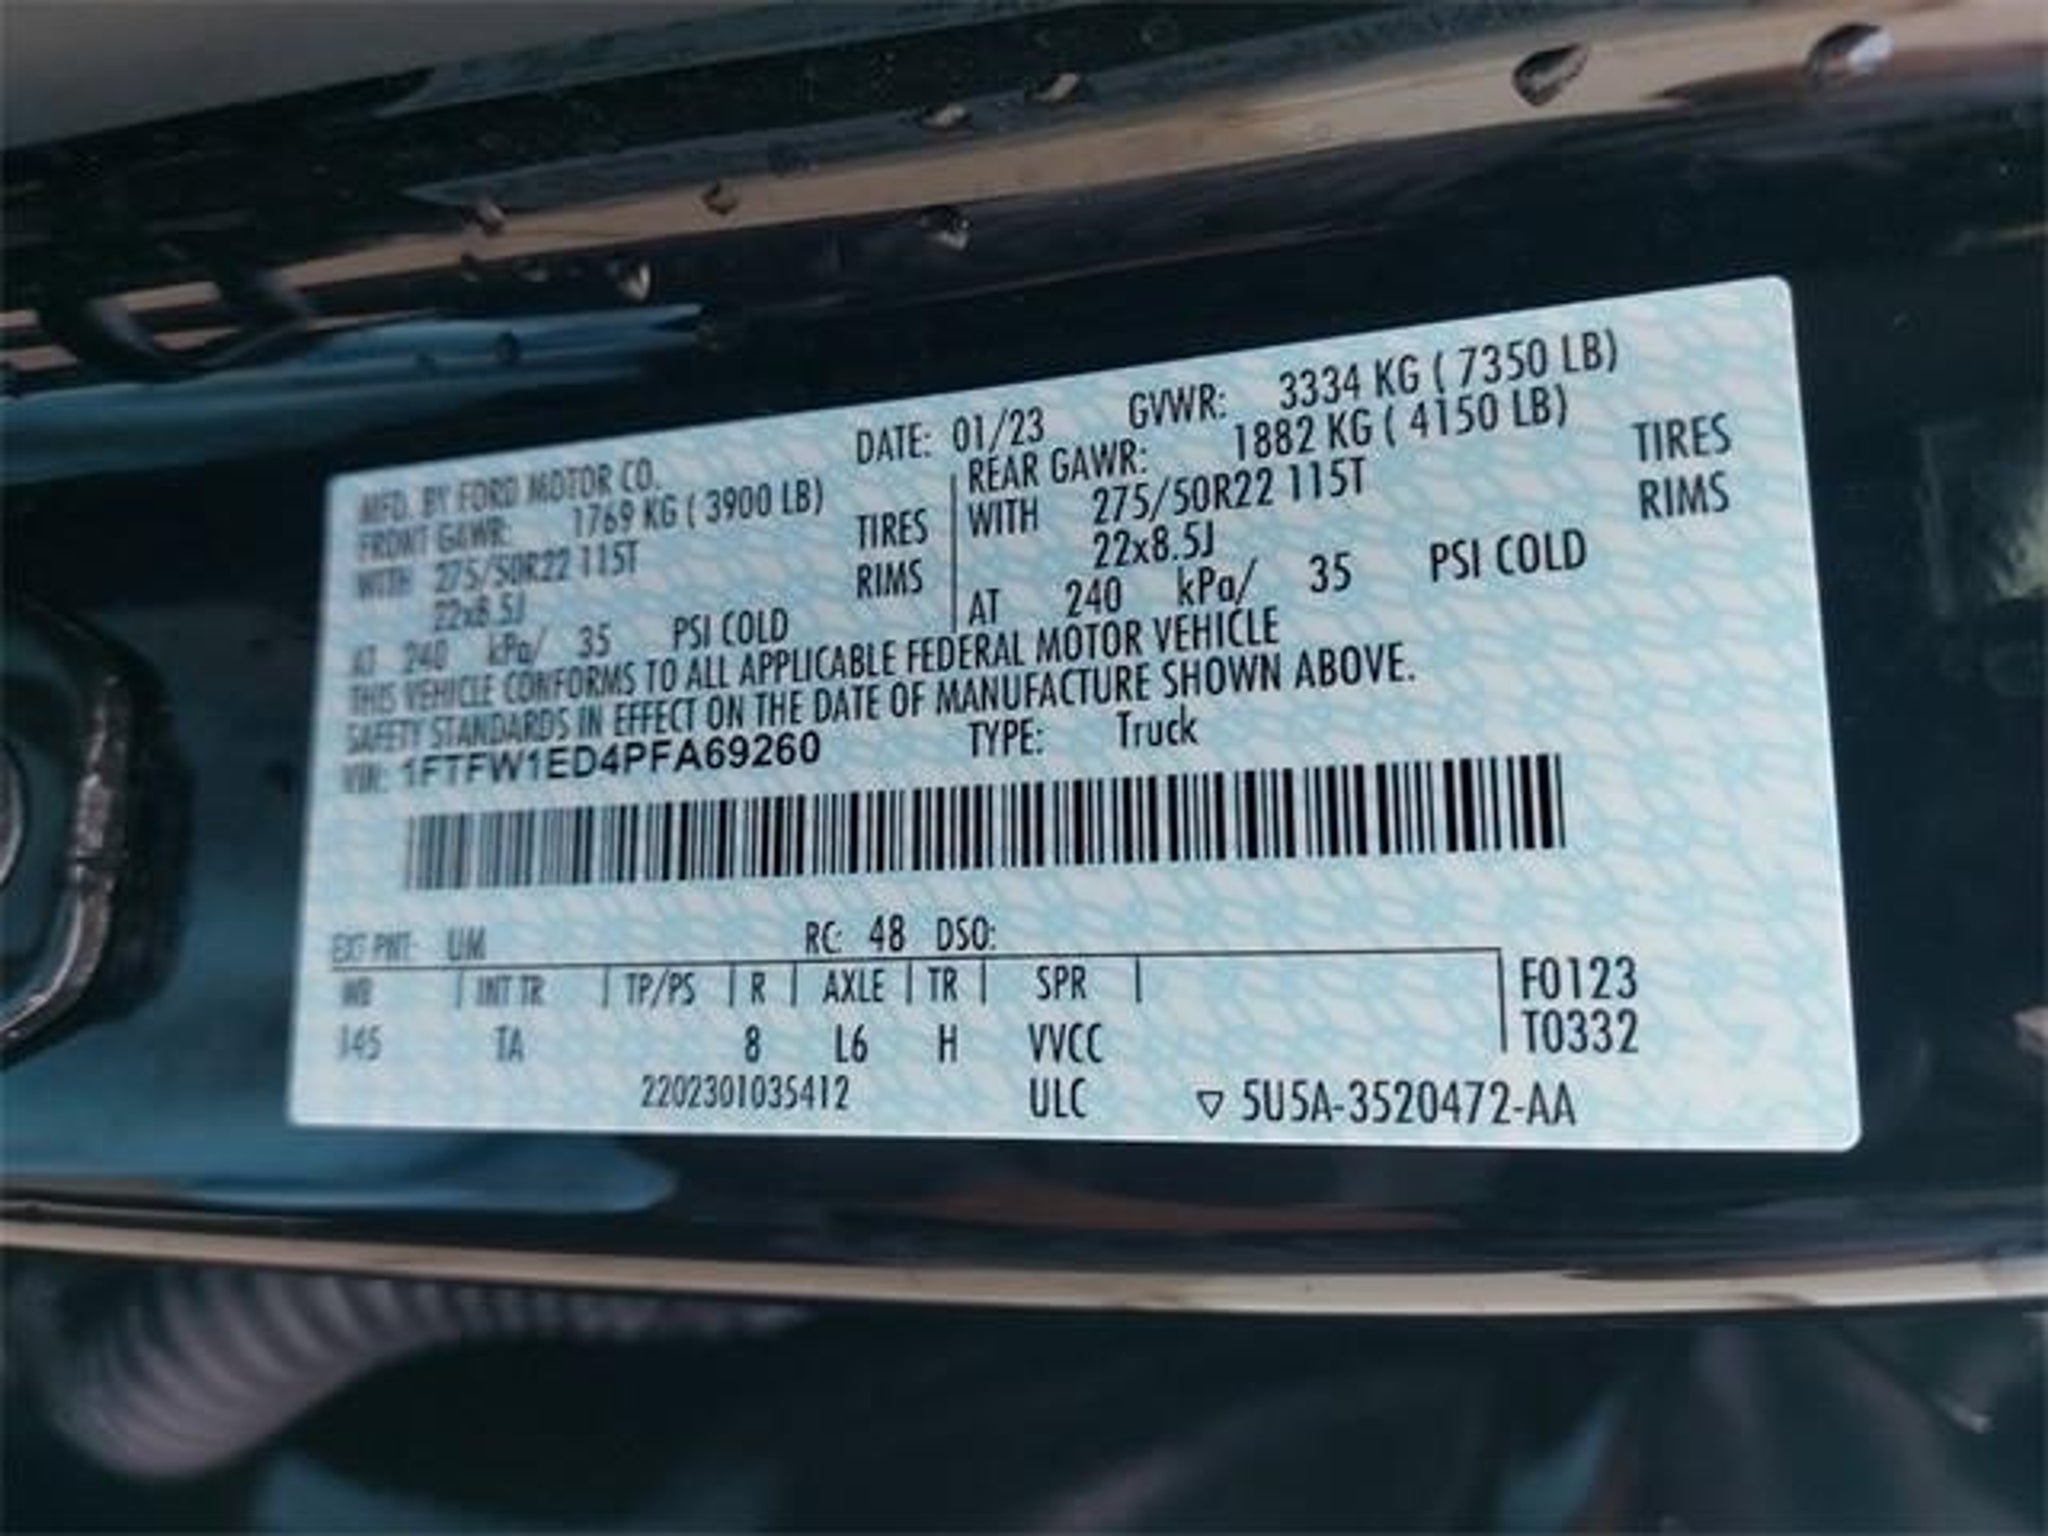 MFD. BY FORD MOTOR CO. DATE: 01/23 GVWR: 3334 KG ( 7350 LB)
FRONT GAWR: 1769 KG ( 3900 LB) REAR GAWR: 1882 KG ( 4150 LB)
WITH 275/50R22 115T TIRES WITH 275/50R22 115T TIRES
22x8.5J RIMS 22x8.5J RIMS
AT 240 kPa/ 35 PSI COLD AT 240 kPa/ 35 PSI COLD
THIS VEHICLE CONFORMS TO ALL APPLICABLE FEDERAL MOTOR VEHICLE
SAFETY STANDARDS IN EFFECT ON THE DATE OF MANUFACTURE SHOWN ABOVE.
VIN: 1FTFW1ED4PFA69260 TYPE: Truck
EXT PNT: UM RC: 48 DSO:
WB INT TR TP/PS R AXLE TR SPR F0123
145 TA 8 L6 H VVCC T0332
2202301035412 ULC ▽ 5U5A-3520472-AA